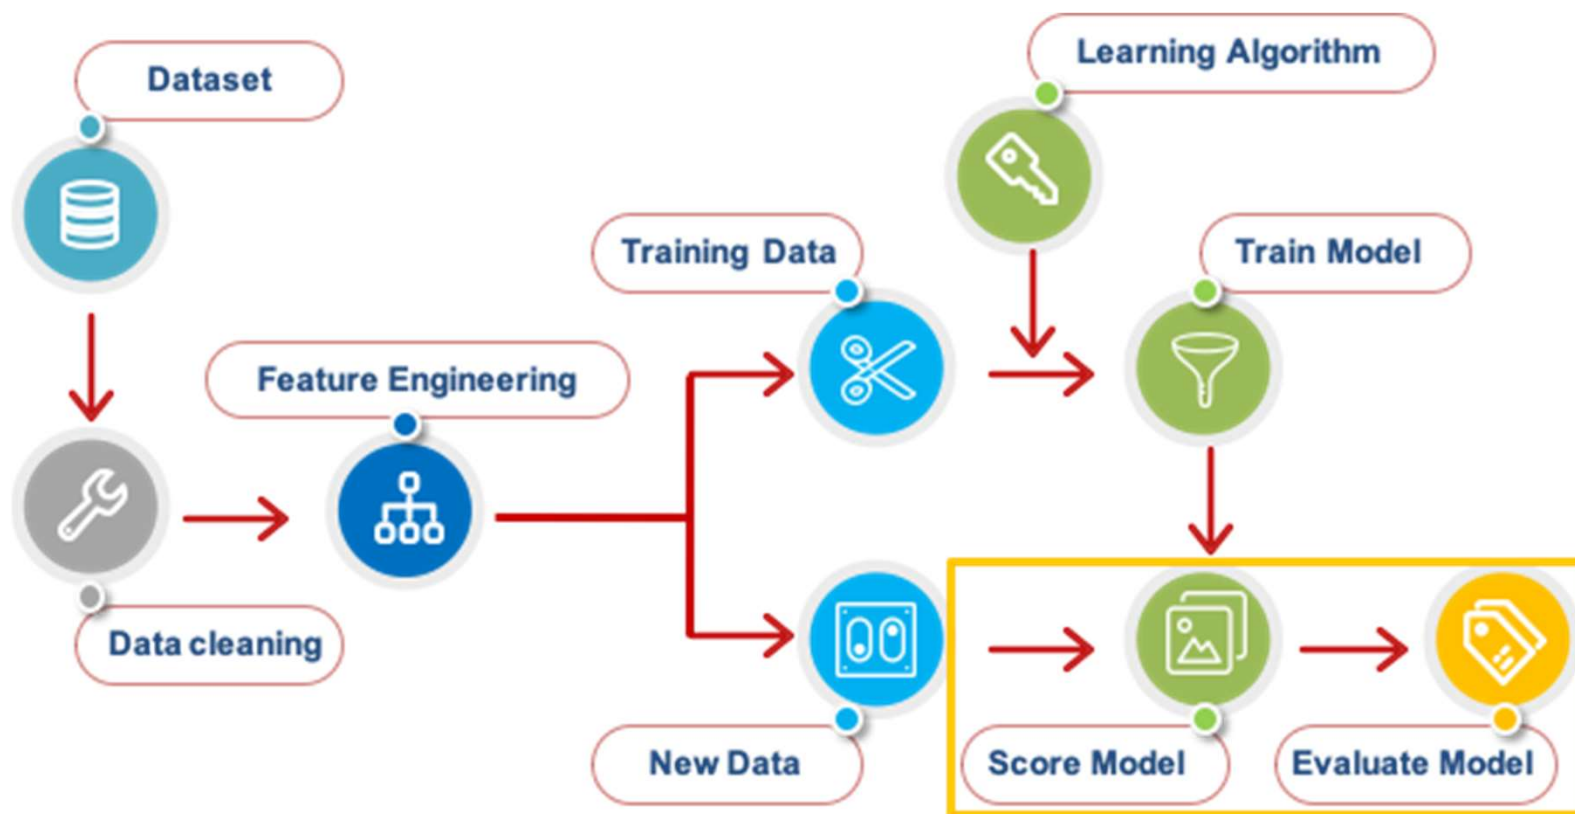 Dataset
Learning Algorithm
Training Data
Train Model
Feature Engineering
Data cleaning
New Data
Score Model
Evaluate Model